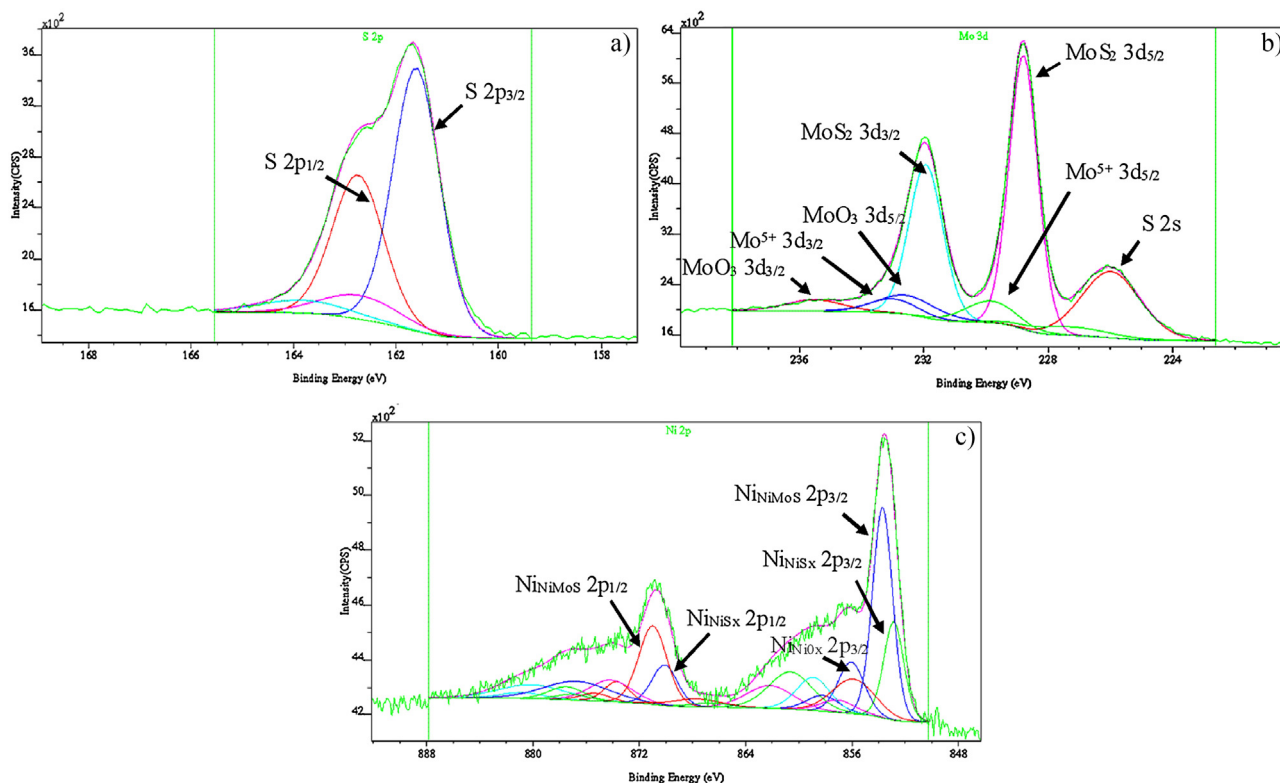 x10²
S 2p
a)
36
32
28
24
20
16
Intensity(CPS)
S 2p3/2
S 2p1/2
168
164
162
160
158
Binding Energy (eV)
64
x10²
Mo 3d
b)
48
40
32
24
16
Intensity(CPS)
MoS₂ 3d5/2
MoS₂ 3d3/2
Mo⁵⁺ 3d5/2
MoO₃ 3d5/2
S 2s
Mo⁵⁺ 3d3/2
MoO₃ 3d3/2
236
232
228
224
Binding Energy (eV)
x10²
Ni 2p
c)
52
50
48
46
44
42
Intensity(CPS)
NiNiMoS 2p3/2
NiNiSx 2p3/2
NiNiMoS 2p1/2
NiNiSx 2p1/2
NiNi0x 2p3/2
888
880
870
864
856
848
Binding Energy (eV)